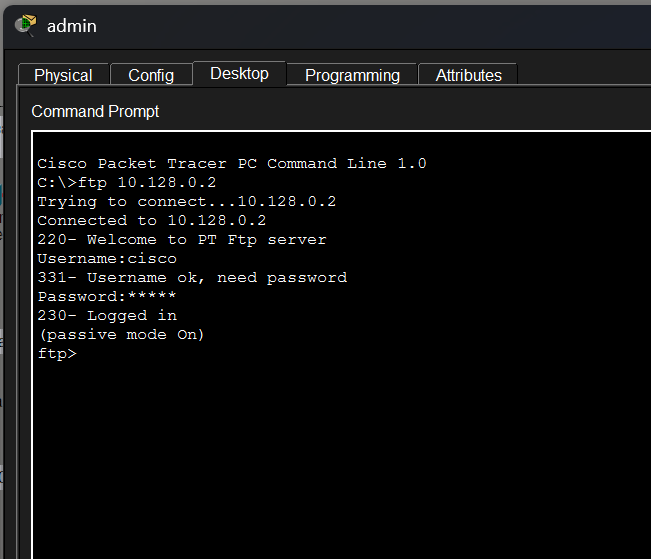 admin
Physical Config Desktop Programming Attributes
Command Prompt
Cisco Packet Tracer PC Command Line 1.0
C:\>ftp 10.128.0.2
Trying to connect...10.128.0.2
Connected to 10.128.0.2
220- Welcome to PT Ftp server
Username:cisco
331- Username ok, need password
Password:*****
230- Logged in
(passive mode On)
ftp>